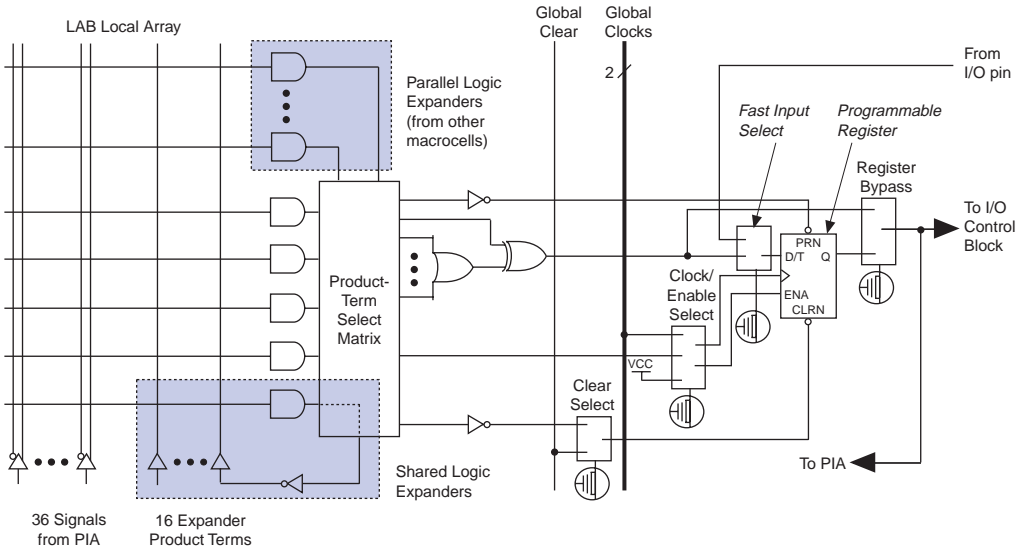 LAB Local Array
Global
Clear
Global
Clocks
2
From
I/O pin
Parallel Logic
Expanders
(from other
macrocells)
Fast Input
Select
Programmable
Register
Register
Bypass
To I/O
Control
Block
PRN
D/T Q
ENA
CLRN
Product-
Term
Select
Matrix
Clock/
Enable
Select
VCC
Clear
Select
To PIA
Shared Logic
Expanders
36 Signals
from PIA
16 Expander
Product Terms